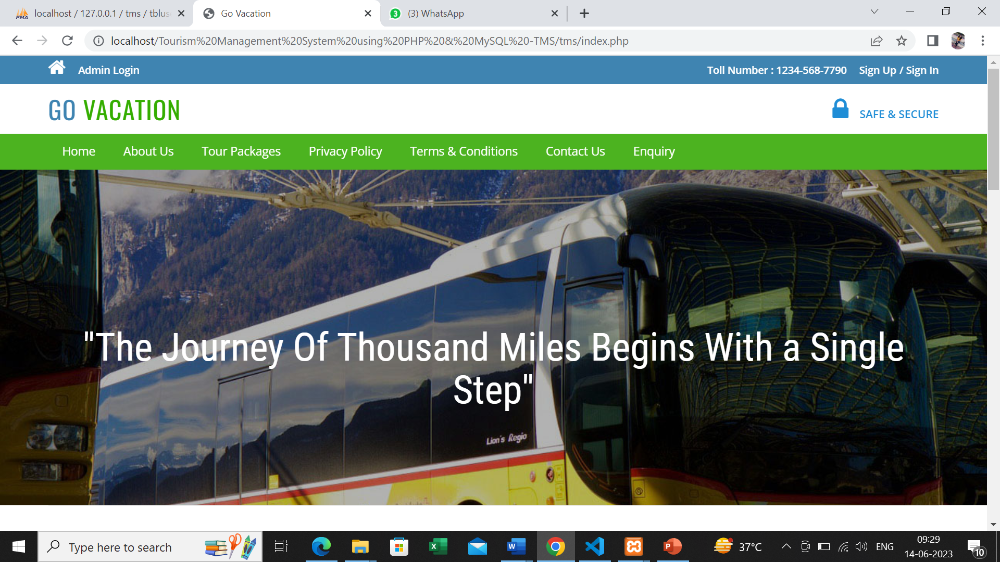 localhost / 127.0.0.1 / tms / tblus
Go Vacation
3
(3) WhatsApp
localhost/Tourism%20Management%20System%20using%20PHP%20&%20MySQL%20-TMS/tms/index.php
Admin Login
Toll Number : 1234-568-7790
Sign Up / Sign In
GO VACATION
SAFE & SECURE
Home
About Us
Tour Packages
Privacy Policy
Terms & Conditions
Contact Us
Enquiry
"The Journey Of Thousand Miles Begins With a Single
Step"
Lion's Regio
Type here to search
37°C
ENG
09:29
14-06-2023
10